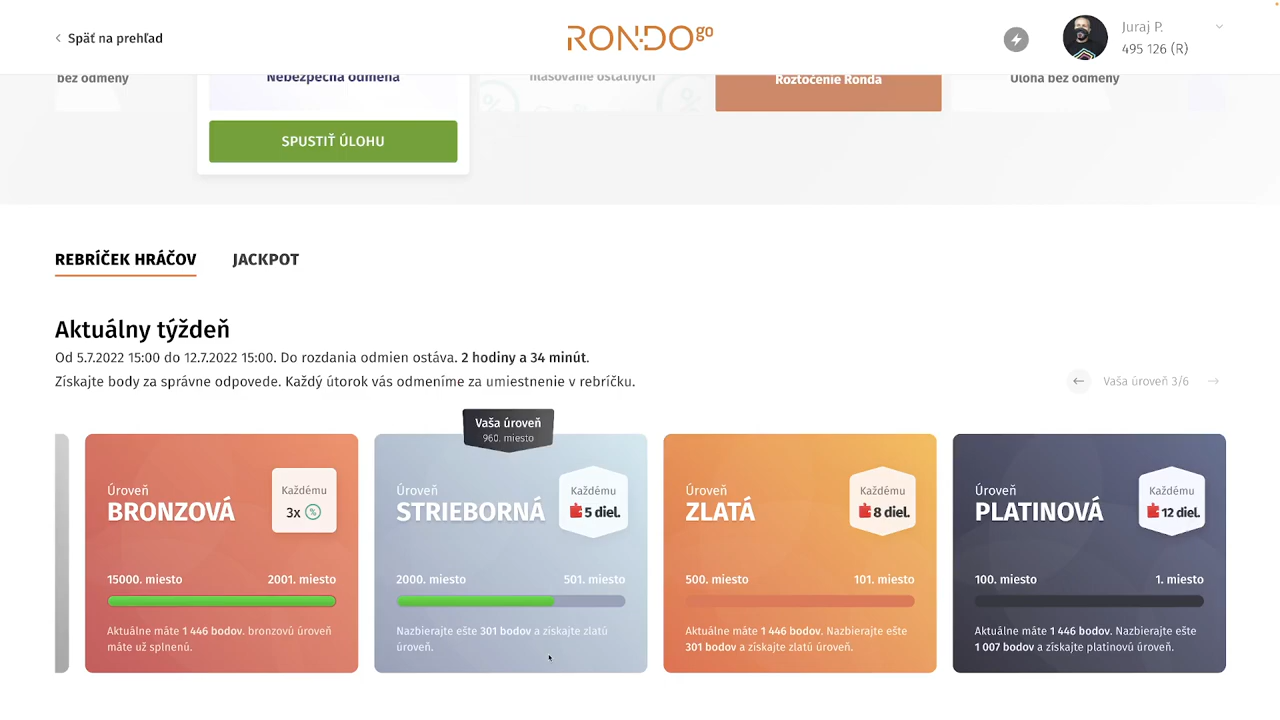 Späť na prehľad
RONDO go
Juraj P.
495 126 (R)
bez odmeny
Nebezpečná odmena
hlasovanie ostatných
Roztočenie Ronda
Úloha bez odmeny
SPUSTIŤ ÚLOHU
REBRÍČEK HRÁČOV
JACKPOT
Aktuálny týždeň
Od 5.7.2022 15:00 do 12.7.2022 15:00. Do rozdania odmien ostáva. 2 hodiny a 34 minút.
Získajte body za správne odpovede. Každý útorok vás odmeníme za umiestnenie v rebríčku.
Vaša úroveň 3/6
Úroveň
BRONZOVÁ
Každému
3x %
15000. miesto
2001. miesto
Aktuálne máte 1 446 bodov. bronzovú úroveň
máte už splnenú.
Vaša úroveň
960. miesto
Úroveň
STRIEBORNÁ
Každému
5 diel.
2000. miesto
501. miesto
Nazbierajte ešte 301 bodov a získajte zlatú
úroveň.
Úroveň
ZLATÁ
Každému
8 diel.
500. miesto
101. miesto
Aktuálne máte 1 446 bodov. Nazbierajte ešte
301 bodov a získajte zlatú úroveň.
Úroveň
PLATINOVÁ
Každému
12 diel.
100. miesto
1. miesto
Aktuálne máte 1 446 bodov. Nazbierajte ešte
1 007 bodov a získajte platinovú úroveň.